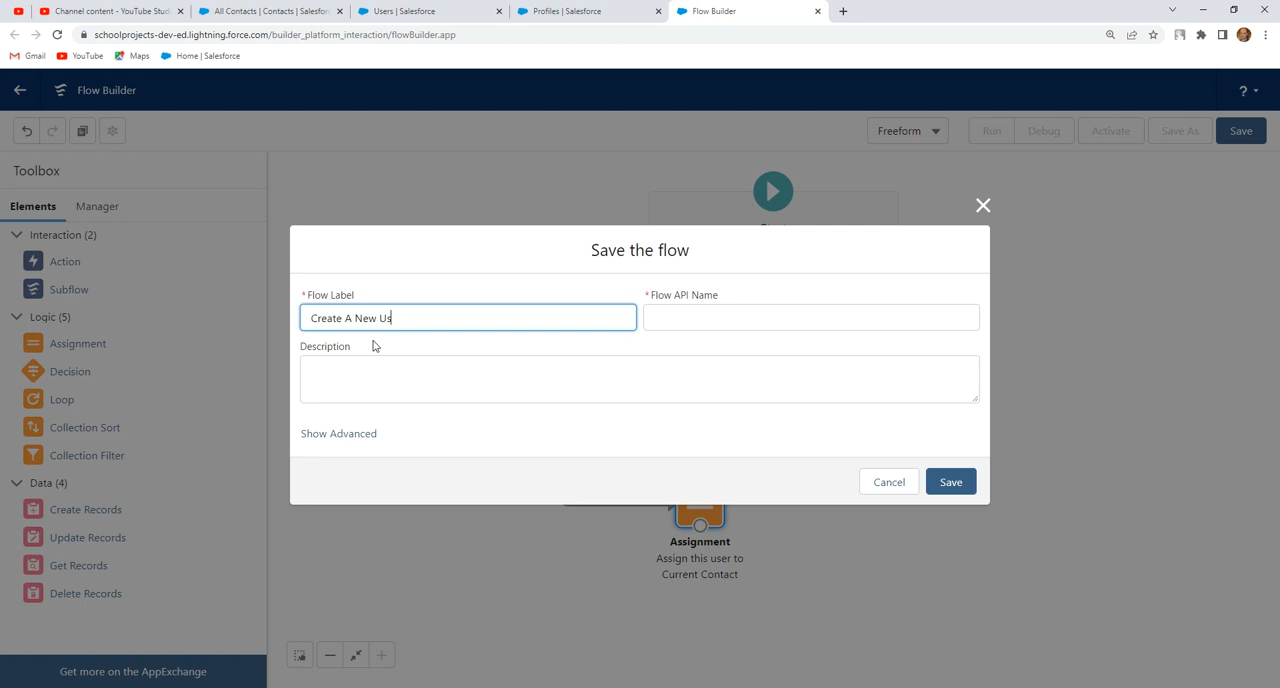 Channel content - YouTube Stud
All Contacts | Contacts | Salesfor
Users | Salesforce
Profiles | Salesforce
Flow Builder
schoolprojects-dev-ed.lightning.force.com/builder_platform_interaction/flowBuilder.app
Gmail
YouTube
Maps
Home | Salesforce
Flow Builder
?
Freeform
Run
Debug
Activate
Save As
Save
Toolbox
Elements
Manager
Interaction (2)
Action
Subflow
Logic (5)
Assignment
Decision
Loop
Collection Sort
Collection Filter
Data (4)
Create Records
Update Records
Get Records
Delete Records
Get more on the AppExchange
Save the flow
* Flow Label
Create A New Us
* Flow API Name
Description
Show Advanced
Cancel
Save
Assignment
Assign this user to
Current Contact